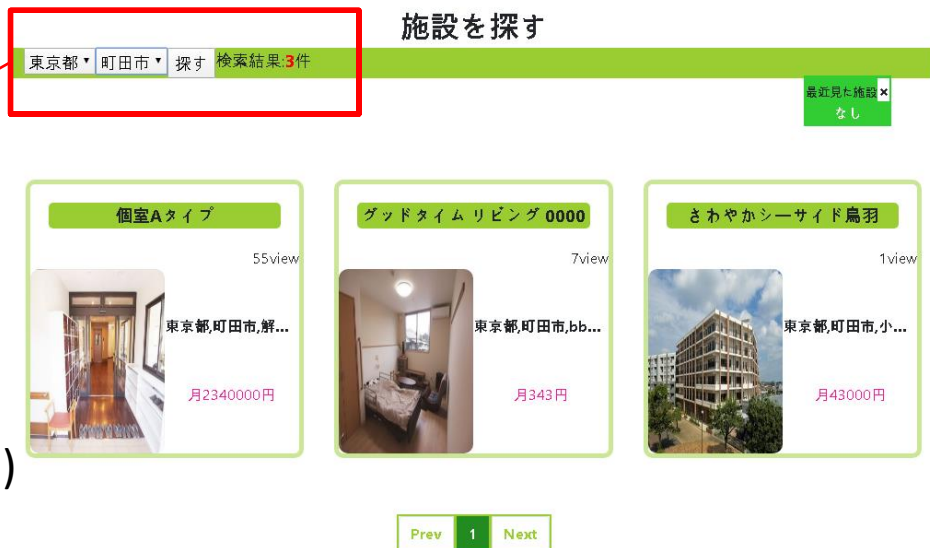 施設を探す
東京都 町田市 探す 検索結果:3件
最近見た施設 ×
なし
個室Aタイプ
55view
東京都,町田市,解...
月2340000円
グッドタイム リビング 0000
7view
東京都,町田市,bb...
月343円
さわやかシーサイド鳥羽
1view
東京都,町田市,小...
月43000円
)
Prev 1 Next